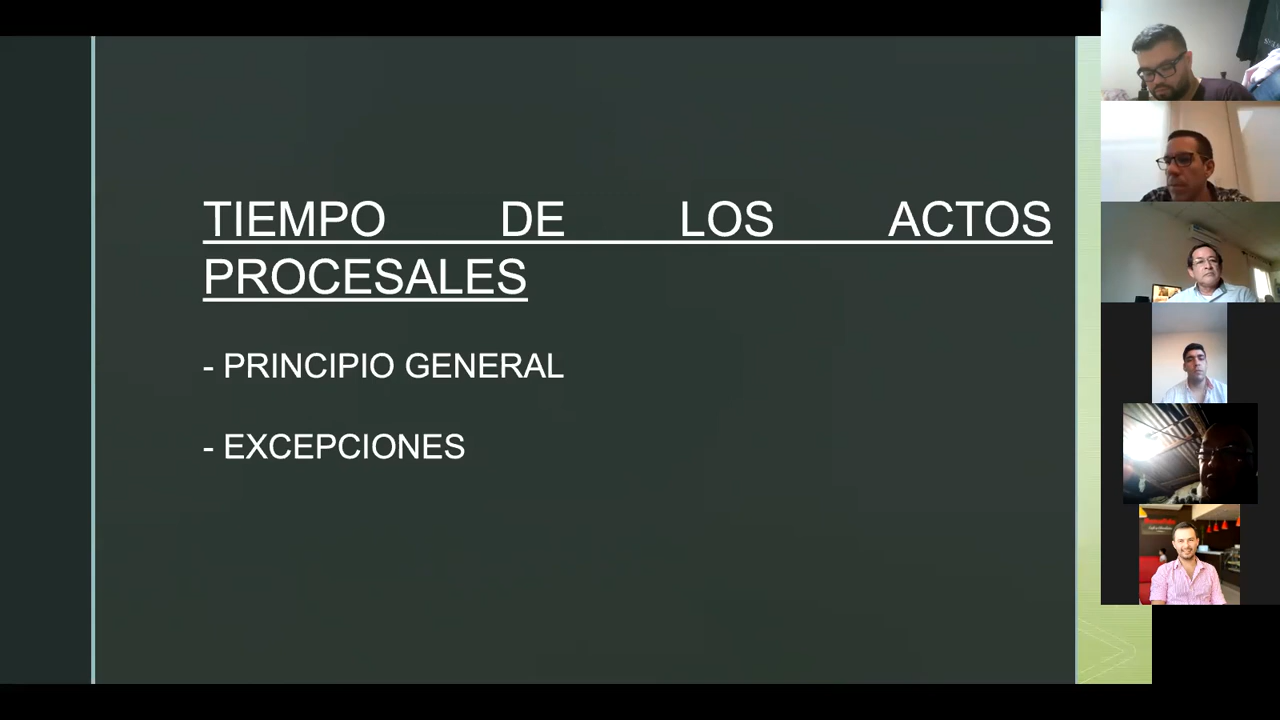 TIEMPO DE LOS ACTOS
PROCESALES
- PRINCIPIO GENERAL
- EXCEPCIONES